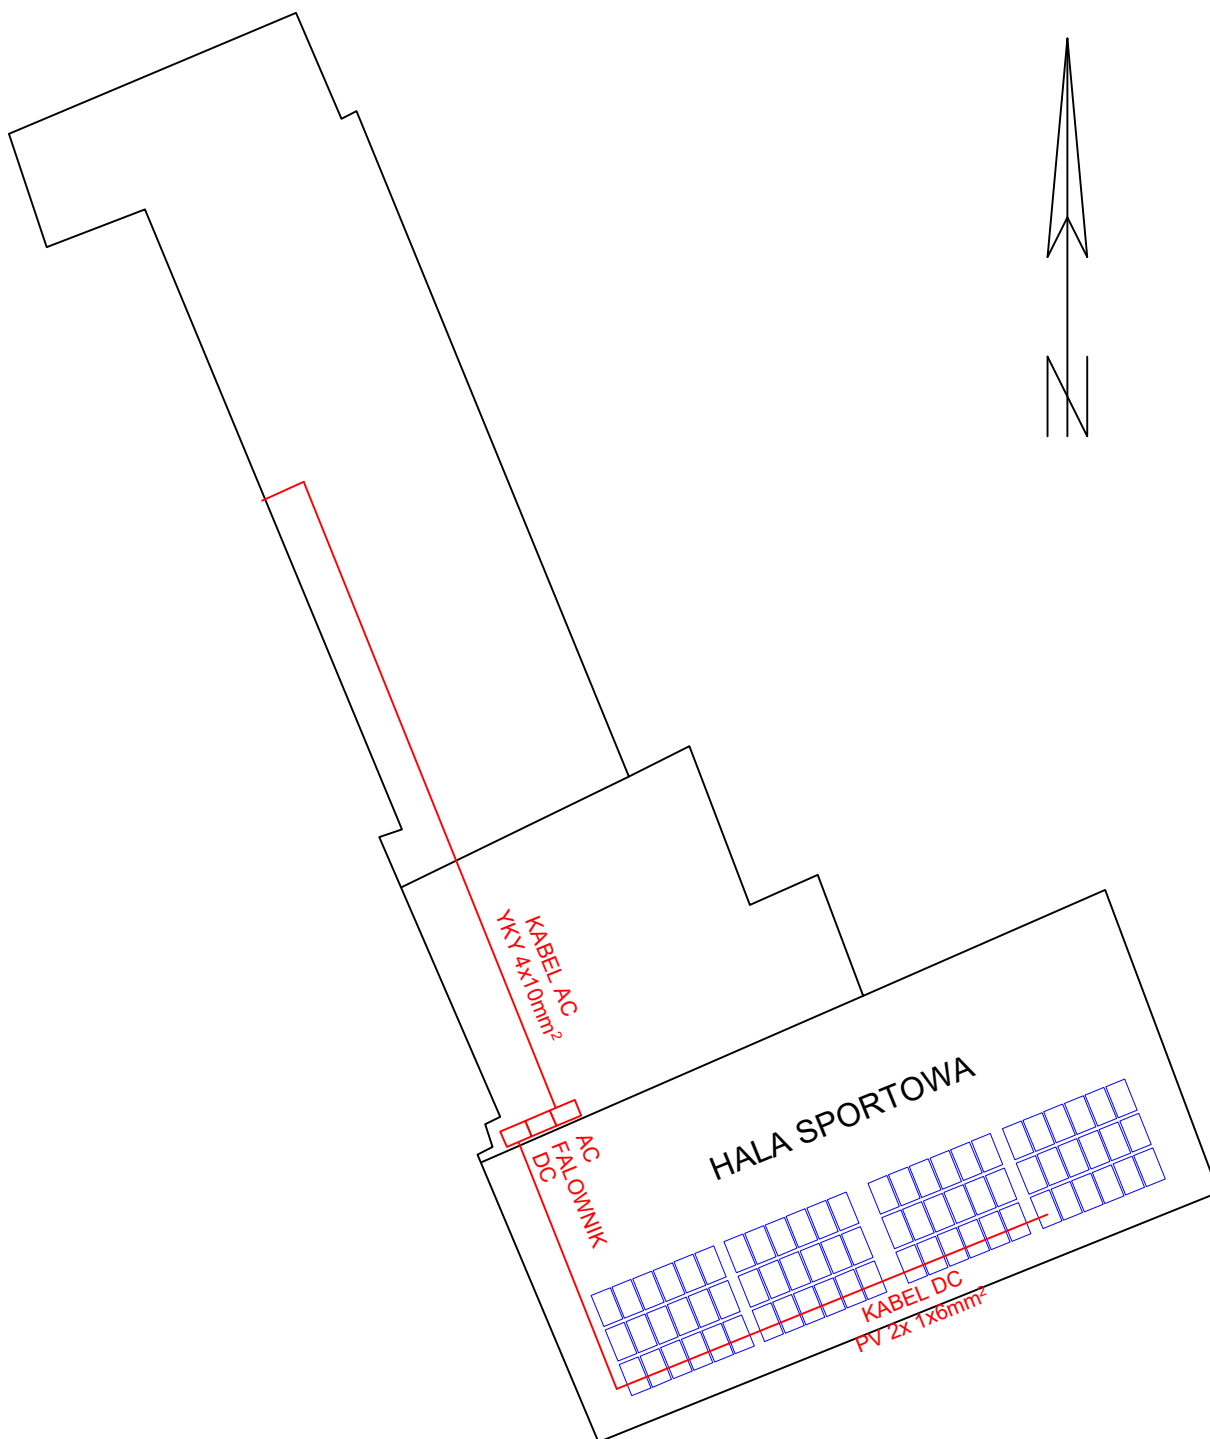 N
KABEL AC
YKY 4x10mm²
HALA SPORTOWA
AC
FALOWNIK
DC
KABEL DC
PV 2x 1x6mm²